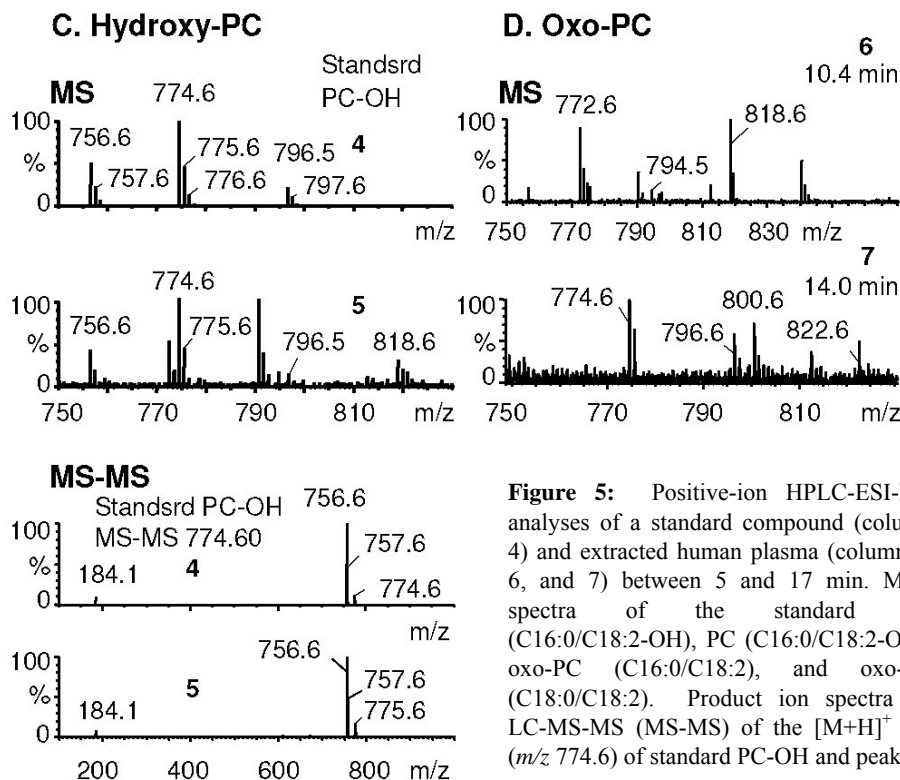 C. Hydroxy-PC
MS
Standsrd
PC-OH
4
774.6
756.6
775.6
796.5
757.6
776.6
797.6
100
%
0
m/z
5
774.6
756.6
775.6
796.5
818.6
100
%
0
750 770 790 810 m/z
D. Oxo-PC
6
10.4 min
MS
772.6
818.6
794.5
100
%
0
750 770 790 810 830 m/z
7
14.0 min
774.6
796.6
800.6
822.6
100
%
0
750 770 790 810 m/z
MS-MS
Standsrd PC-OH
MS-MS 774.60
4
756.6
757.6
184.1
774.6
100
%
0
m/z
5
756.6
757.6
184.1
775.6
100
%
0
200 400 600 800 m/z
Figure 5: Positive-ion HPLC-ESI-
analyses of a standard compound (colu
4) and extracted human plasma (column
6, and 7) between 5 and 17 min. M
spectra of the standard
(C16:0/C18:2-OH), PC (C16:0/C18:2-O
oxo-PC (C16:0/C18:2), and oxo-
(C18:0/C18:2). Product ion spectra
LC-MS-MS (MS-MS) of the [M+H]+
(m/z 774.6) of standard PC-OH and peak